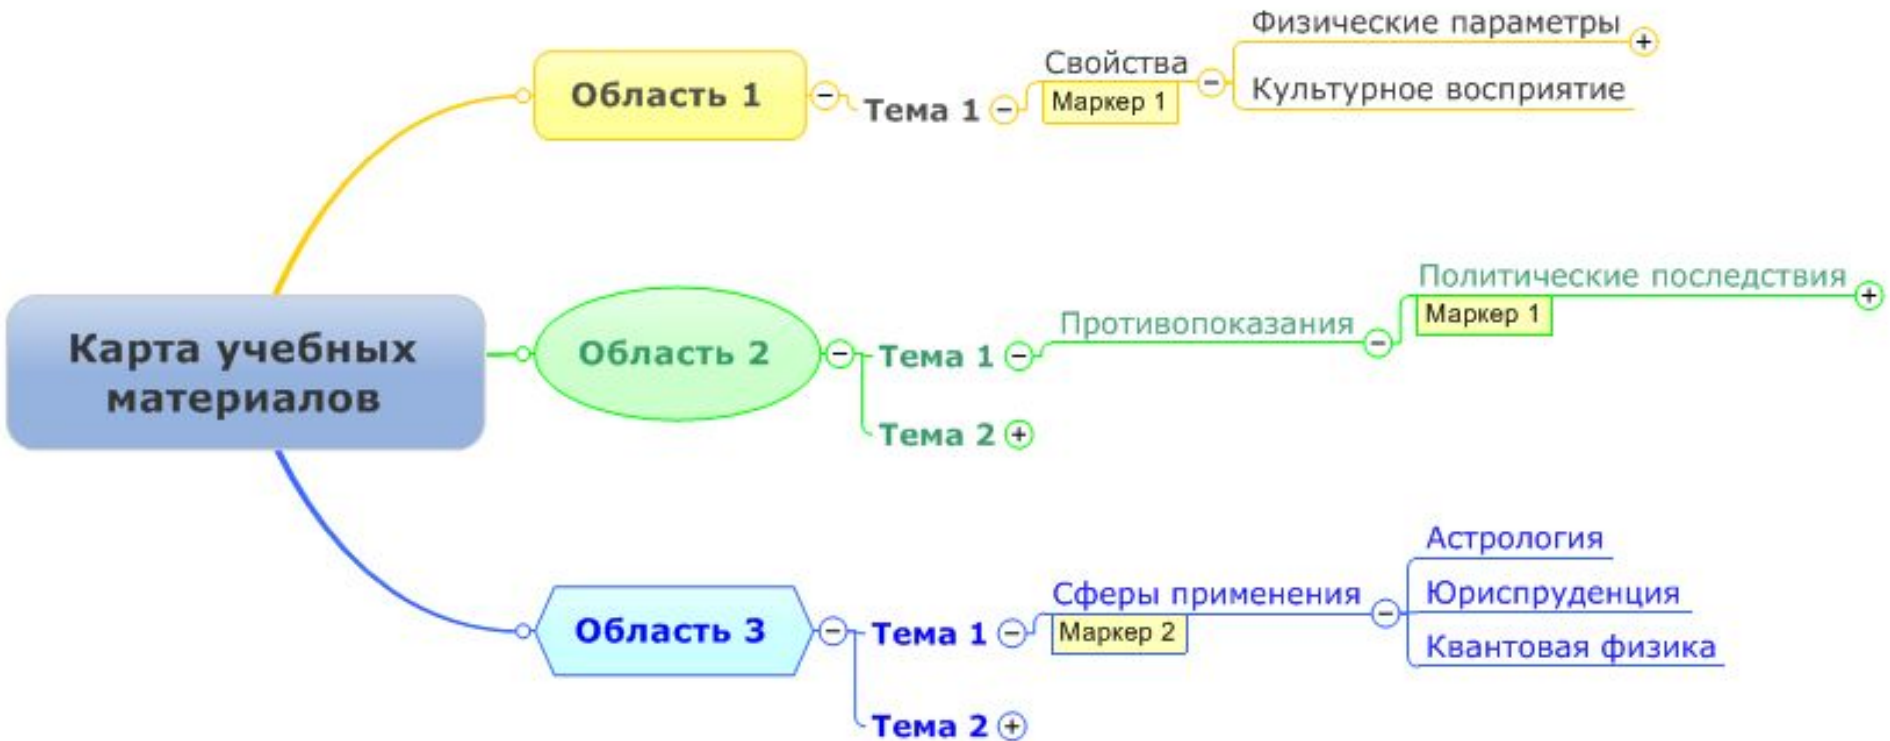 Карта учебных
материалов
Область 1
Тема 1
Свойства
Маркер 1
Физические параметры
Культурное восприятие
Область 2
Тема 1
Противопоказания
Политические последствия
Маркер 1
Тема 2
Область 3
Тема 1
Сферы применения
Маркер 2
Астрология
Юриспруденция
Квантовая физика
Тема 2